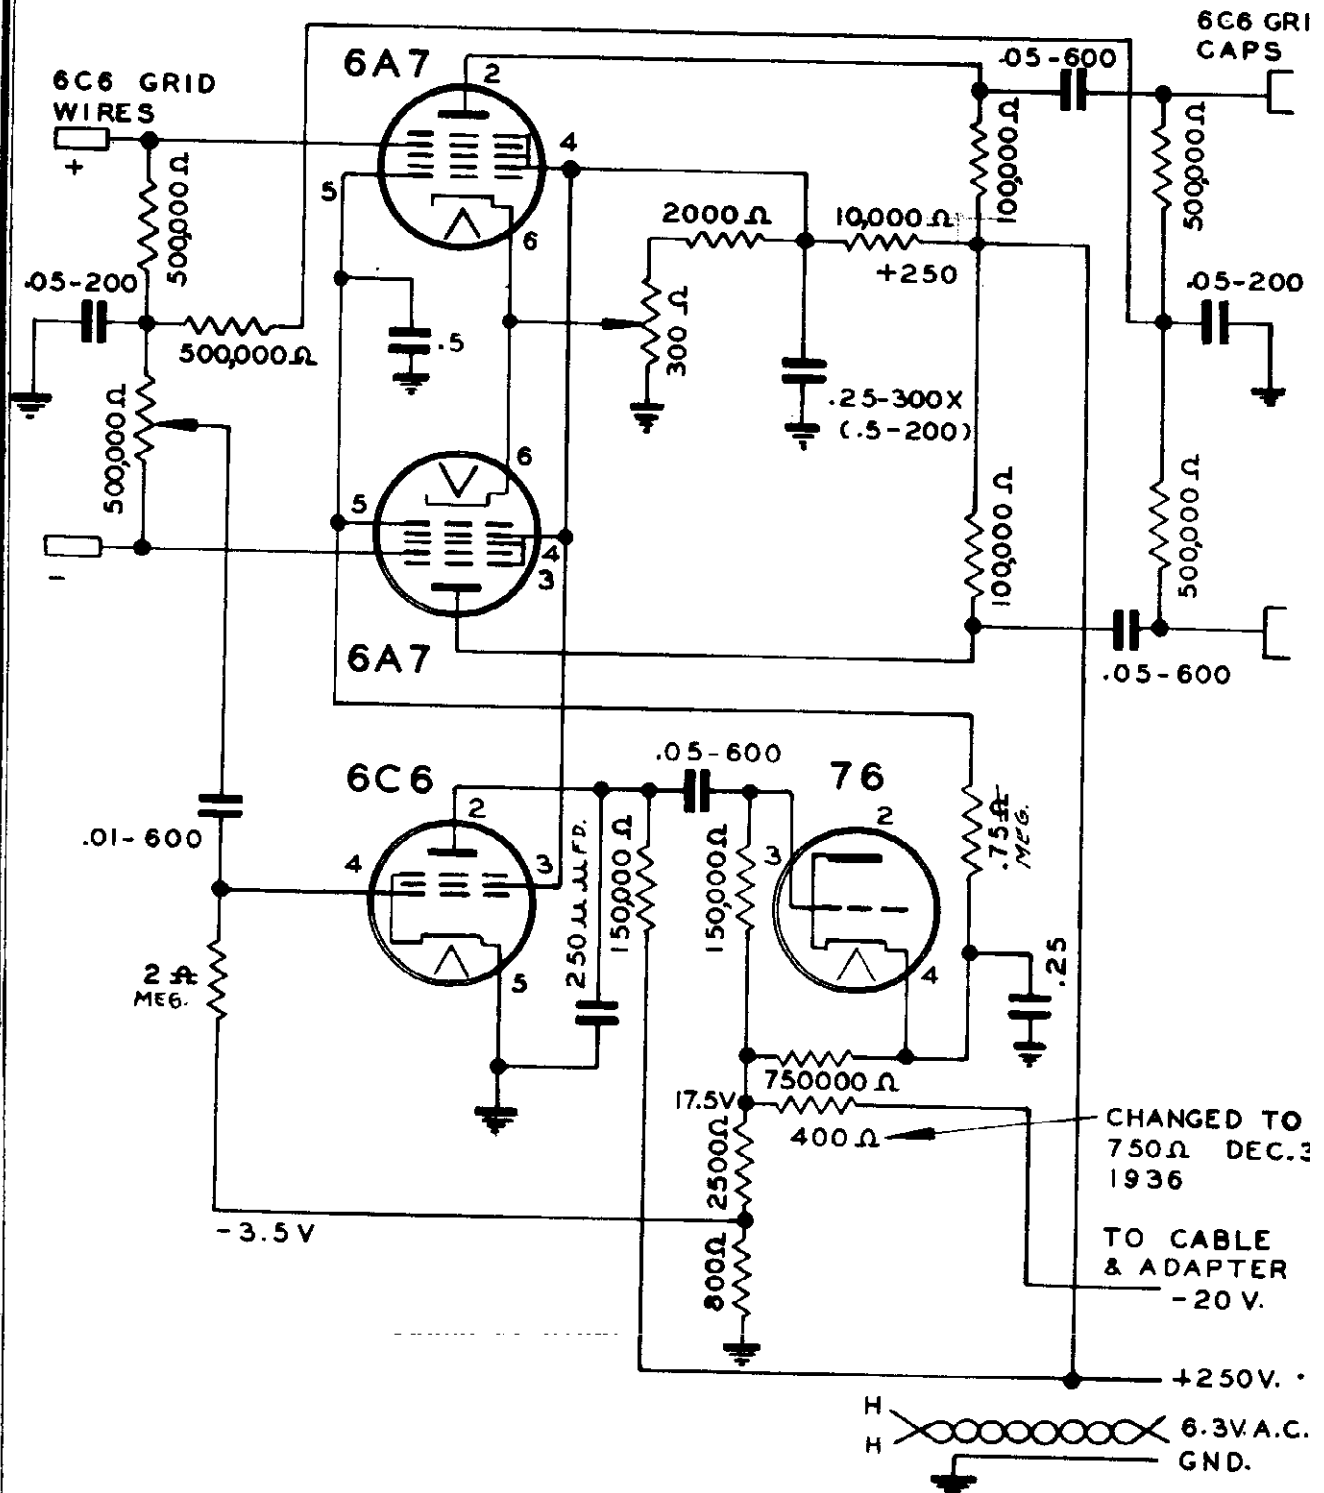 6C6 GRI
CAPS
6C6 GRID
WIRES
+
6A7
2
.05-600
4
5
6
500,000Ω
2000Ω
10,000Ω
+250
100,000Ω
500,000Ω
.05-200
500,000Ω
.5
300Ω
.05-200
.25-300X
(.5-200)
500,000Ω
6
5
4
3
-
6A7
100,000Ω
500,000Ω
.05-600
6C6
2
.05-600
76
2
.01-600
4
3
5
250µµFD.
150,000Ω
150,000Ω
3
4
.75Ω
MEG.
.25
2Ω
MEG.
750000Ω
17.5V
400Ω
CHANGED TO
750Ω DEC.3
1936
2500Ω
-3.5V
800Ω
TO CABLE
& ADAPTER
-20V.
+250V.
H
H
6.3V.A.C.
GND.